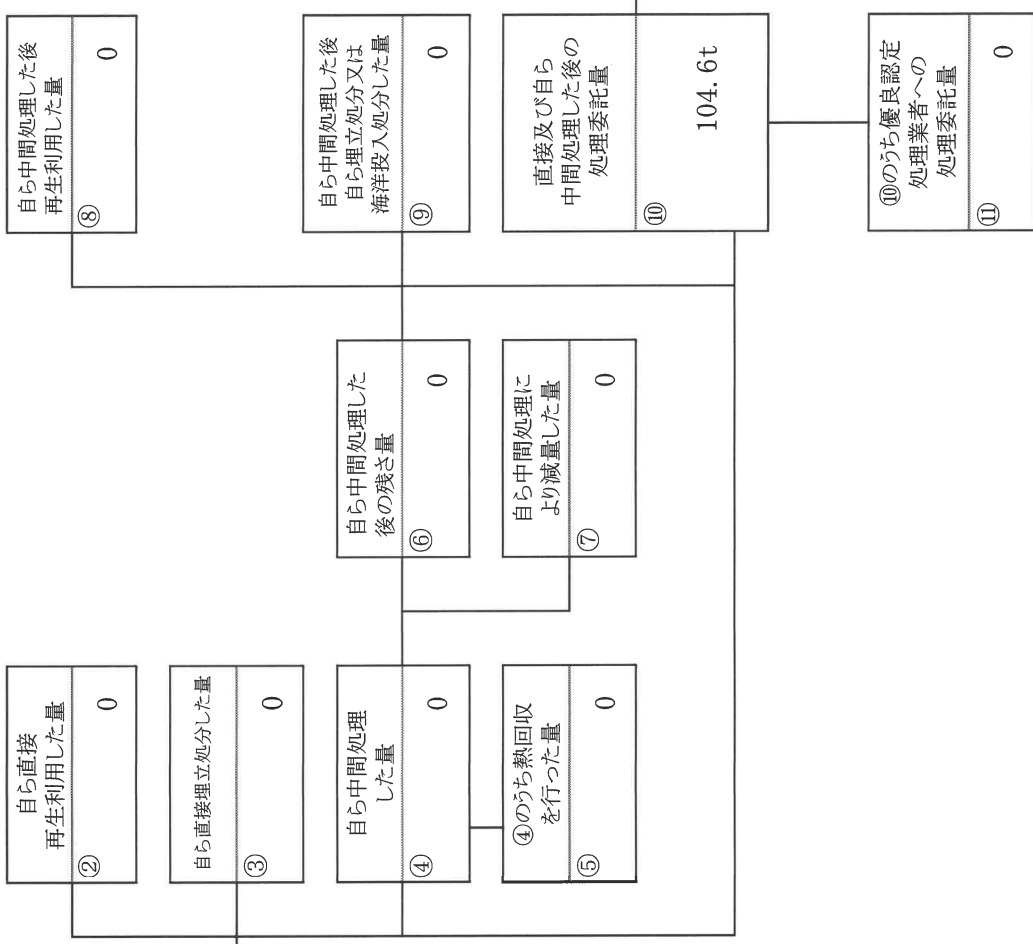 自ら直接
再生利用した量
② 0
自ら直接埋立処分した量
③ 0
自ら中間処理
した量
④ 0
④のうち熱回収
を行った量
⑤ 0
自ら中間処理した
後の残さ量
⑥ 0
自ら中間処理に
より減量した量
⑦ 0
自ら中間処理した後
再生利用した量
⑧ 0
自ら中間処理した後
自ら埋立処分又は
海洋投入処分した量
⑨ 0
直接及び自ら
中間処理した後の
処理委託量
⑩ 104.6t
⑩のうち優良認定
処理業者への
処理委託量
⑪ 0